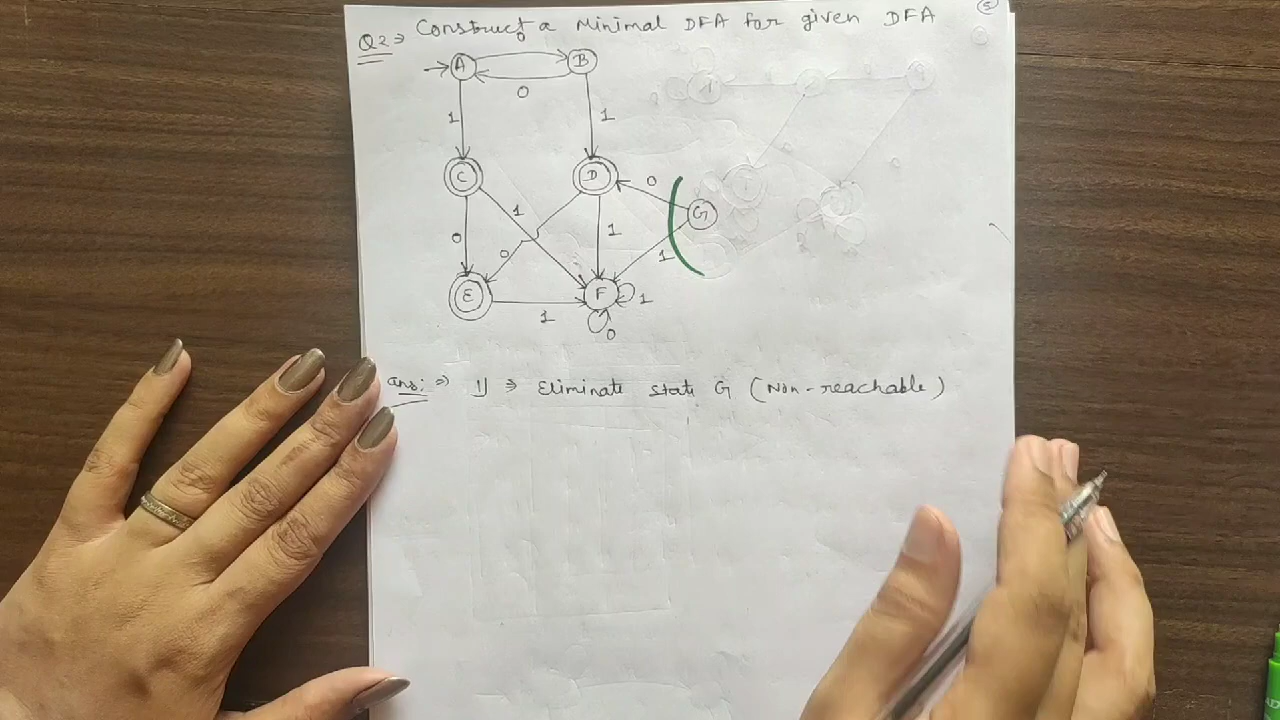 Q2⇒ Construct a Minimal DFA for given DFA
5
A B
0
1 1
C D
0
G
1
1
0 0
1
E F
1
1
0
ans: ⇒ 1] ⇒ Eliminate state G (Non-reachable)